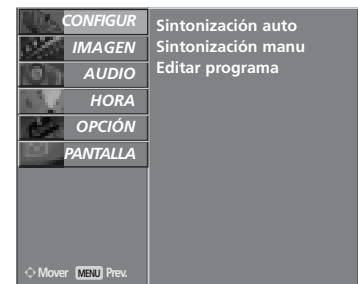 CONFIGUR
IMAGEN
AUDIO
HORA
OPCIÓN
PANTALLA
Mover MENU Prev.
Sintonización auto
Sintonización manu
Editar programa